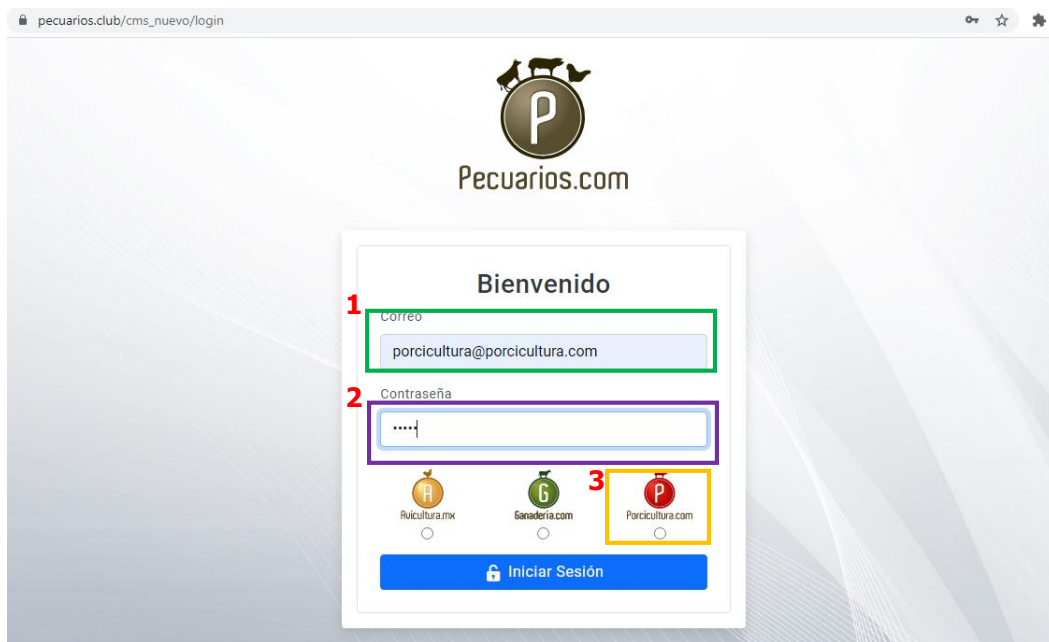 pecuarios.club/cms_nuevo/login
P
Pecuarios.com
Bienvenido
1
Correo
porcicultura@porcicultura.com
2
Contraseña
•••••
3
A G P
Avicultura.mx Ganaderia.com Porcicultura.com
Iniciar Sesión